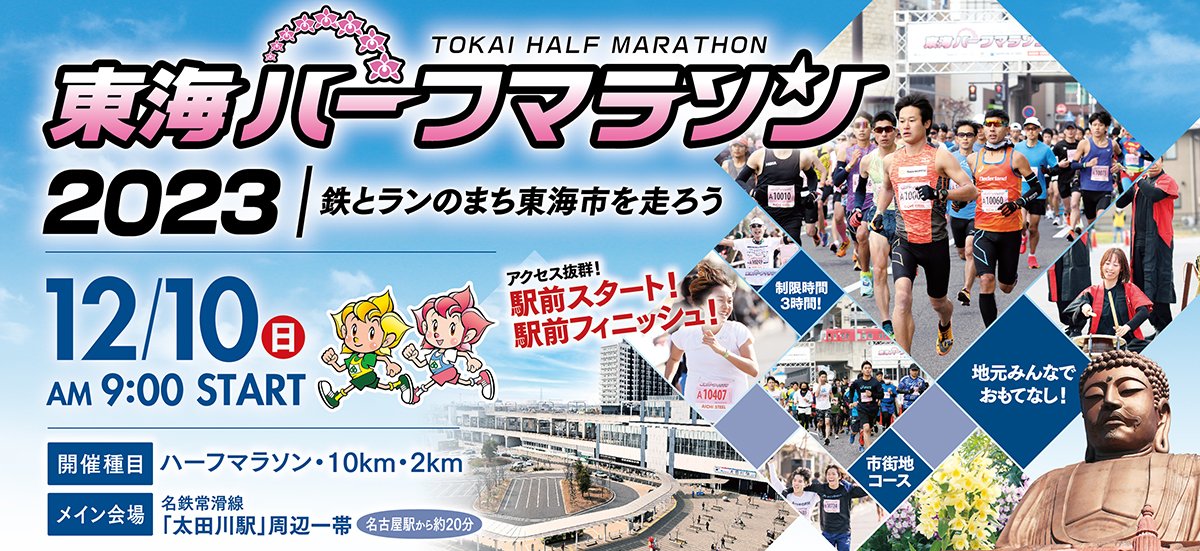 TOKAI HALF MARATHON
東海ハーフマラソン
2023
鉄とランのまち東海市を走ろう
12/10 日
AM 9:00 START
アクセス抜群！
駅前スタート！
駅前フィニッシュ！
開催種目
ハーフマラソン・10km・2km
メイン会場
名鉄常滑線
「太田川駅」周辺一帯
名古屋駅から約20分
制限時間
3時間！
地元みんなで
おもてなし！
市街地
コース
東海ハーフマラソン
A10010
A10060
A10407
AICHI STEEL